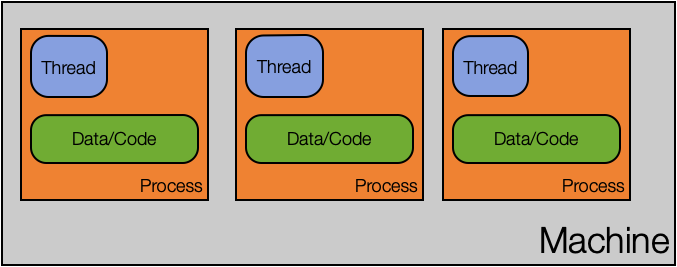 Thread
Data/Code
Process
Thread
Data/Code
Process
Thread
Data/Code
Process
Machine